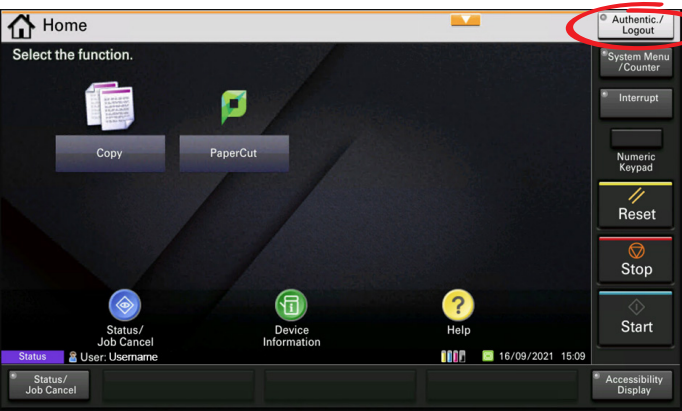 Home
Authentic./
Logout
Select the function.
System Menu
/Counter
Interrupt
Copy
PaperCut
Numeric
Keypad
Reset
Stop
Start
Status/
Job Cancel
Device
Information
Help
Status
User: Username
16/09/2021 15:09
Status/
Job Cancel
Accessibility
Display